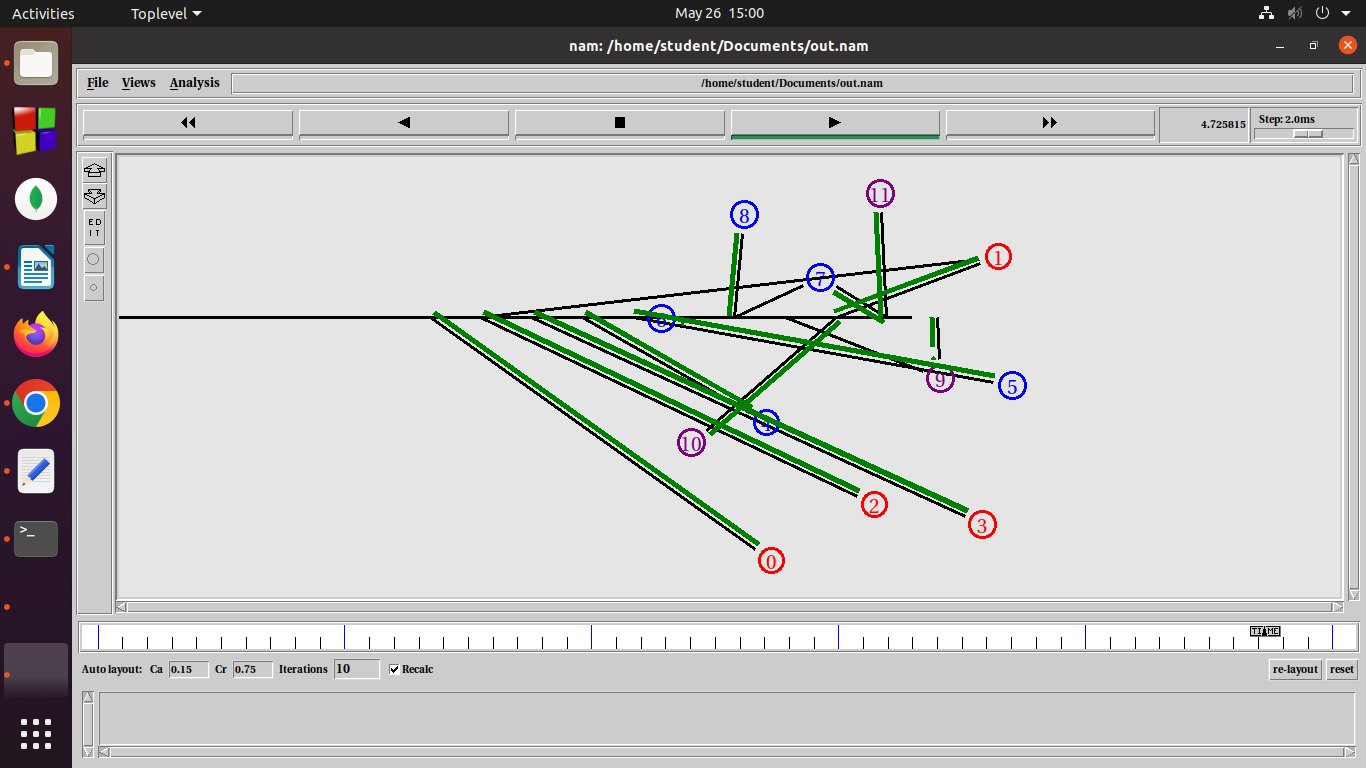 Activities Toplevel May 26 15:00
nam: /home/student/Documents/out.nam
File Views Analysis /home/student/Documents/out.nam
4.725815 Step: 2.0ms
E D
I T
11
8
1
7
6
9
5
4
10
2
3
0
TIME
Auto layout: Ca 0.15 Cr 0.75 Iterations 10 Recalc re-layout reset
>_